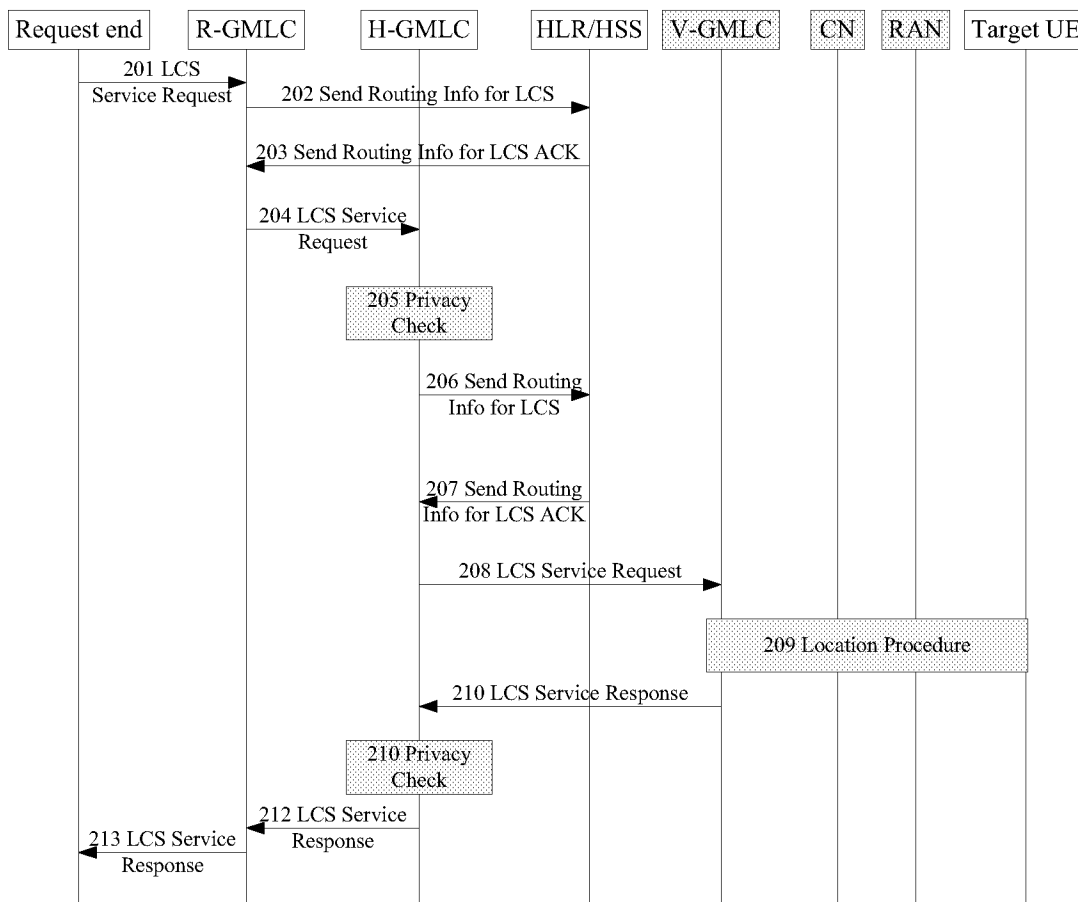 Request end
R-GMLC
H-GMLC
HLR/HSS
V-GMLC
CN
RAN
Target UE
201 LCS
Service Request
202 Send Routing Info for LCS
203 Send Routing Info for LCS ACK
204 LCS Service
Request
205 Privacy
Check
206 Send Routing
Info for LCS
207 Send Routing
Info for LCS ACK
208 LCS Service Request
209 Location Procedure
210 LCS Service Response
210 Privacy
Check
212 LCS Service
Response
213 LCS Service
Response